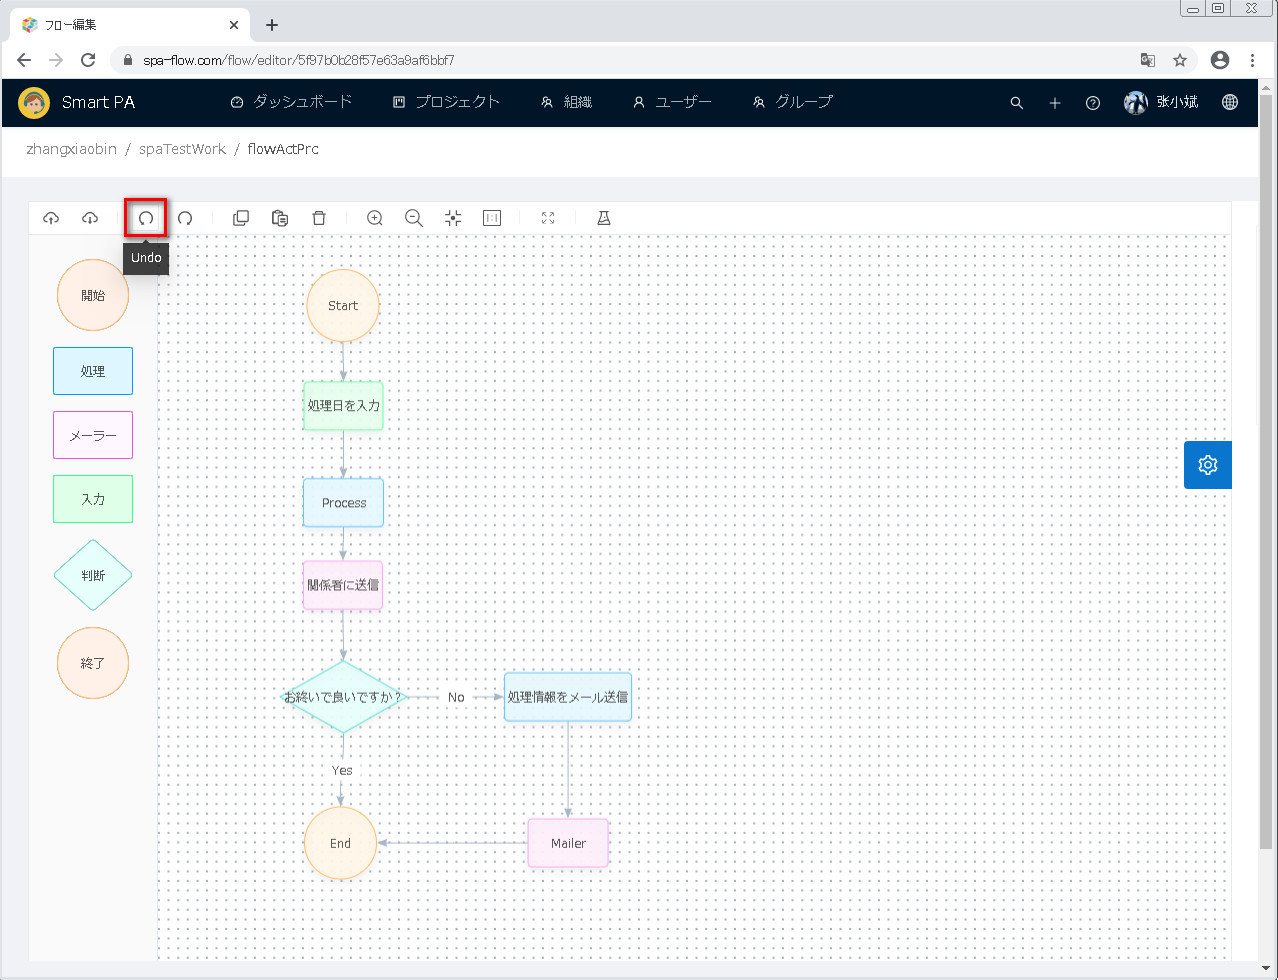 フロー編集
spa-flow.com/flow/editor/5f97b0b28f57e63a9af6bbf7
Smart PA
ダッシュボード
プロジェクト
組織
ユーザー
グループ
张小斌
zhangxiaobin / spaTestWork / flowActPrc
Undo
開始
処理
メーラー
入力
判断
終了
Start
処理日を入力
Process
関係者に送信
お終いで良いですか？
No
処理情報をメール送信
Yes
End
Mailer